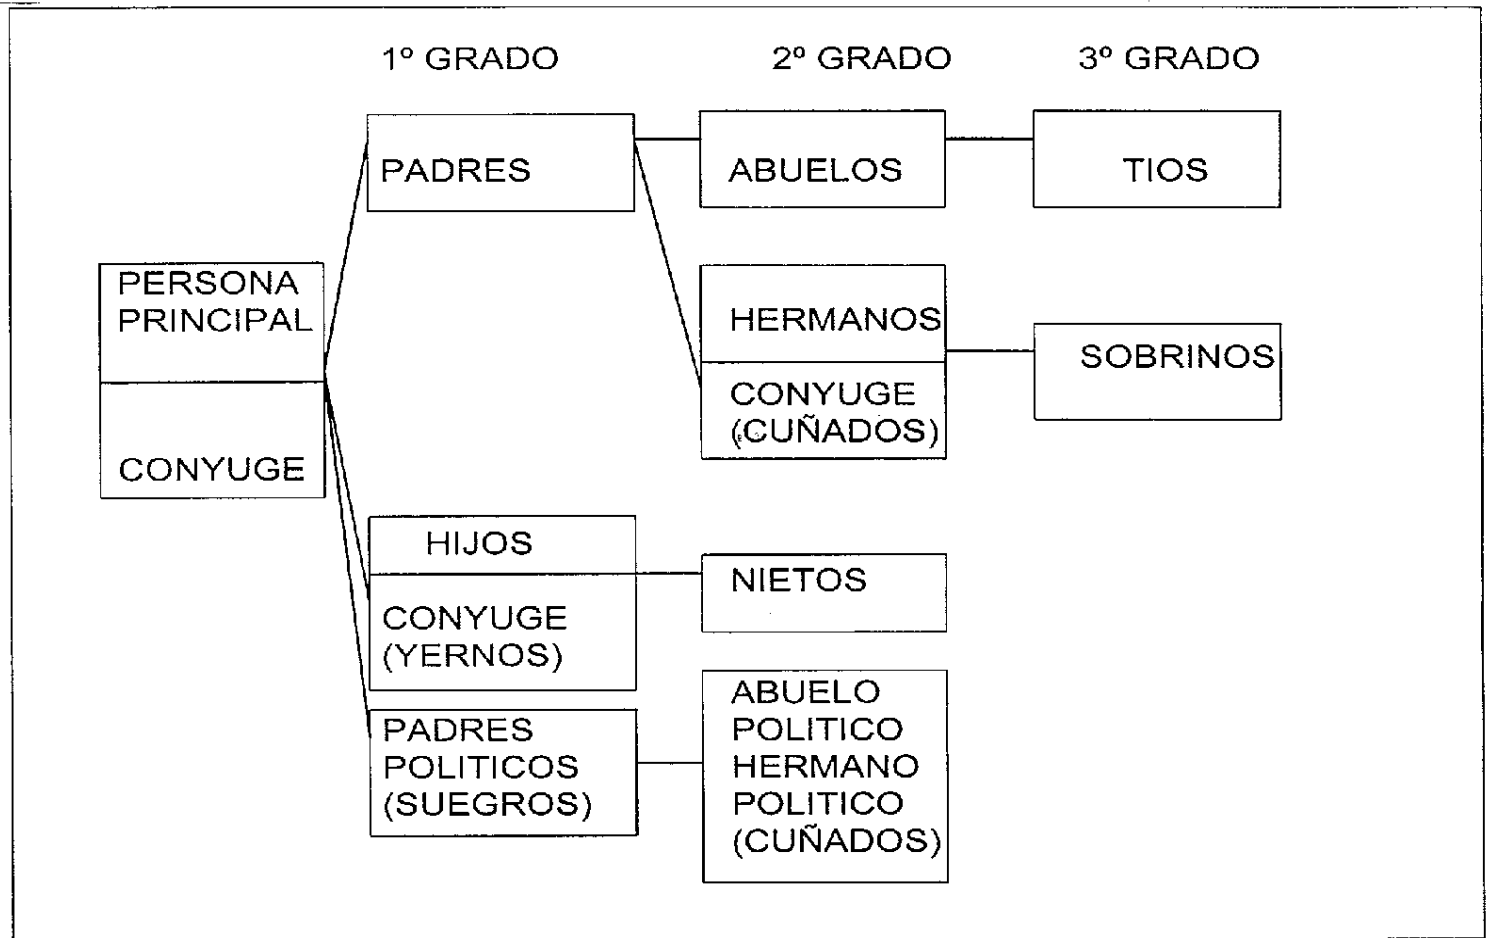 1º GRADO 2º GRADO 3º GRADO
PADRES
ABUELOS
TIOS
PERSONA
PRINCIPAL
CONYUGE
HERMANOS
CONYUGE
(CUÑADOS)
SOBRINOS
HIJOS
CONYUGE
(YERNOS)
NIETOS
PADRES
POLITICOS
(SUEGROS)
ABUELO
POLITICO
HERMANO
POLITICO
(CUÑADOS)